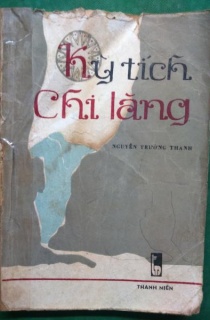 Kỳ tích
Chi lăng
NGUYỄN TRƯỜNG THANH
THANH NIÊN